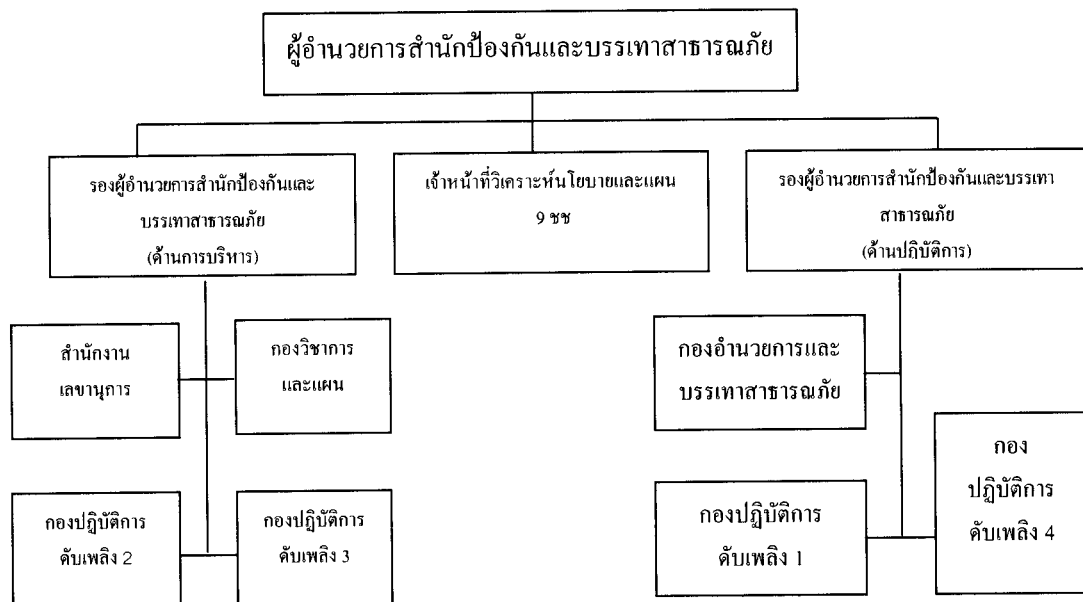 ผู้อำนวยการสำนักป้องกันและบรรเทาสาธารณภัย
รองผู้อำนวยการสำนักป้องกันและ
บรรเทาสาธารณภัย
(ด้านการบริหาร)
เจ้าหน้าที่วิเคราะห์นโยบายและแผน
9 ชช
รองผู้อำนวยการสำนักป้องกันและบรรเทา
สาธารณภัย
(ด้านปฏิบัติการ)
สำนักงาน
เลขานุการ
กองวิชาการ
และแผน
กองอำนวยการและ
บรรเทาสาธารณภัย
กองปฏิบัติการ
ดับเพลิง 2
กองปฏิบัติการ
ดับเพลิง 3
กองปฏิบัติการ
ดับเพลิง 1
กอง
ปฏิบัติการ
ดับเพลิง 4